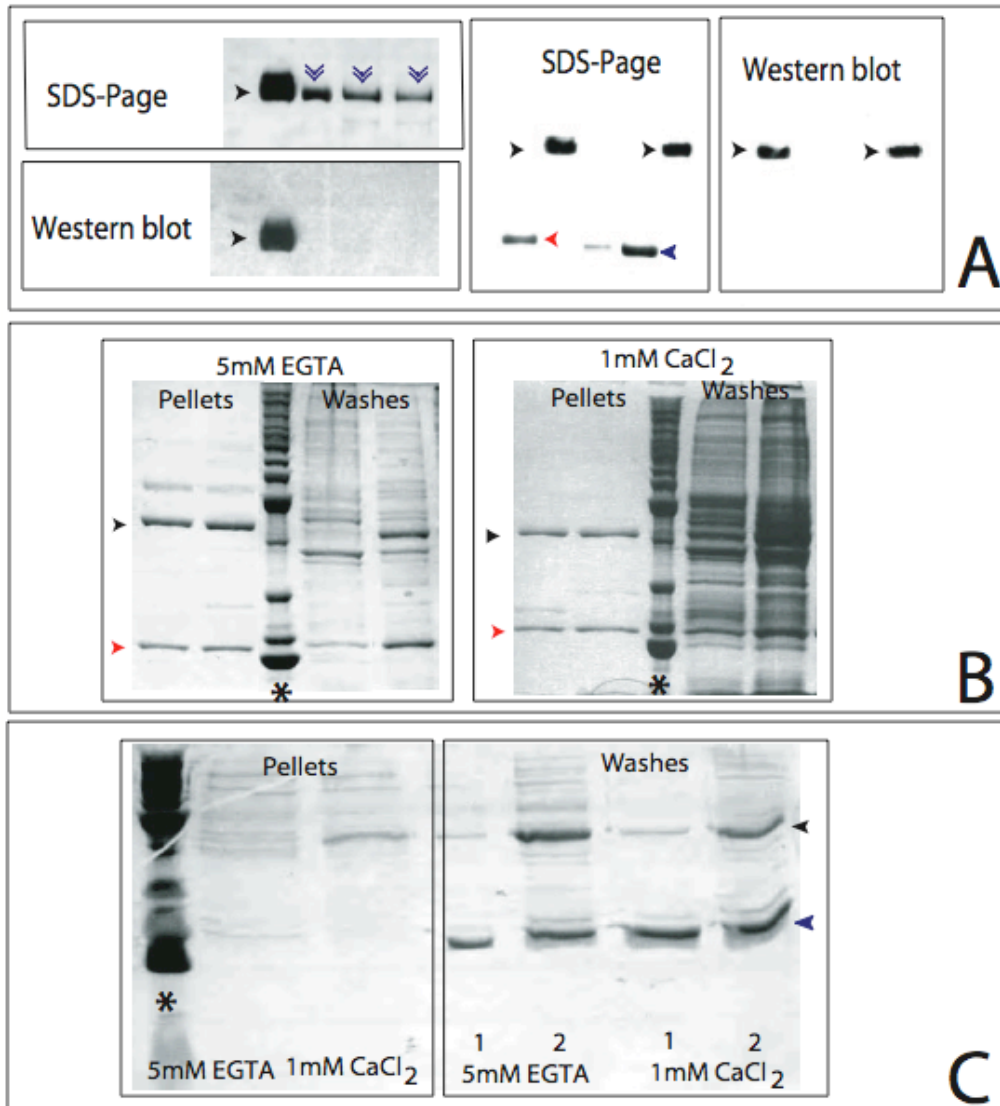 SDS-Page
Western blot
SDS-Page
Western blot
A
5mM EGTA
Pellets
Washes
*
1mM CaCl2
Pellets
Washes
*
B
Pellets
*
5mM EGTA 1mM CaCl2
Washes
1 2 1 2
5mM EGTA 1mM CaCl2
C